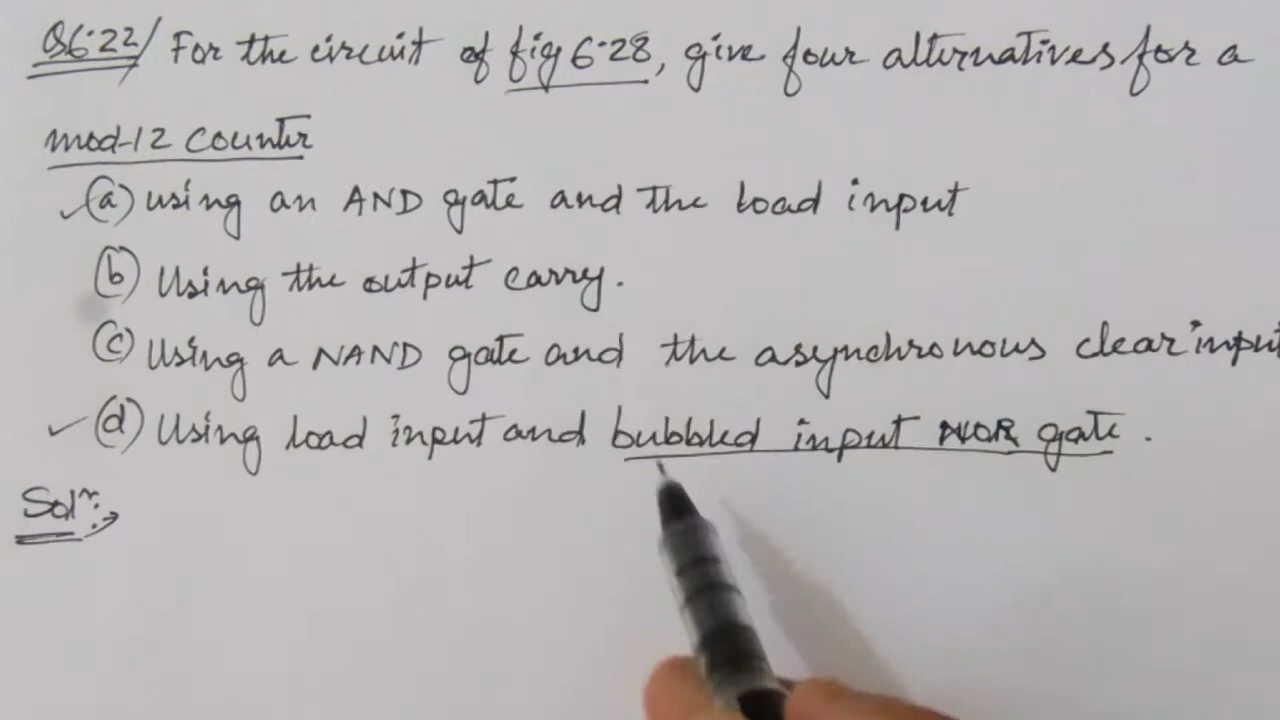 Q6.22/ For the circuit of fig 6.28, give four alternatives for a
mod-12 counter
(a) using an AND gate and the load input
(b) Using the output carry.
(c) Using a NAND gate and the asynchronous clear input
(d) Using load input and bubbled input NOR gate.
Solⁿ: